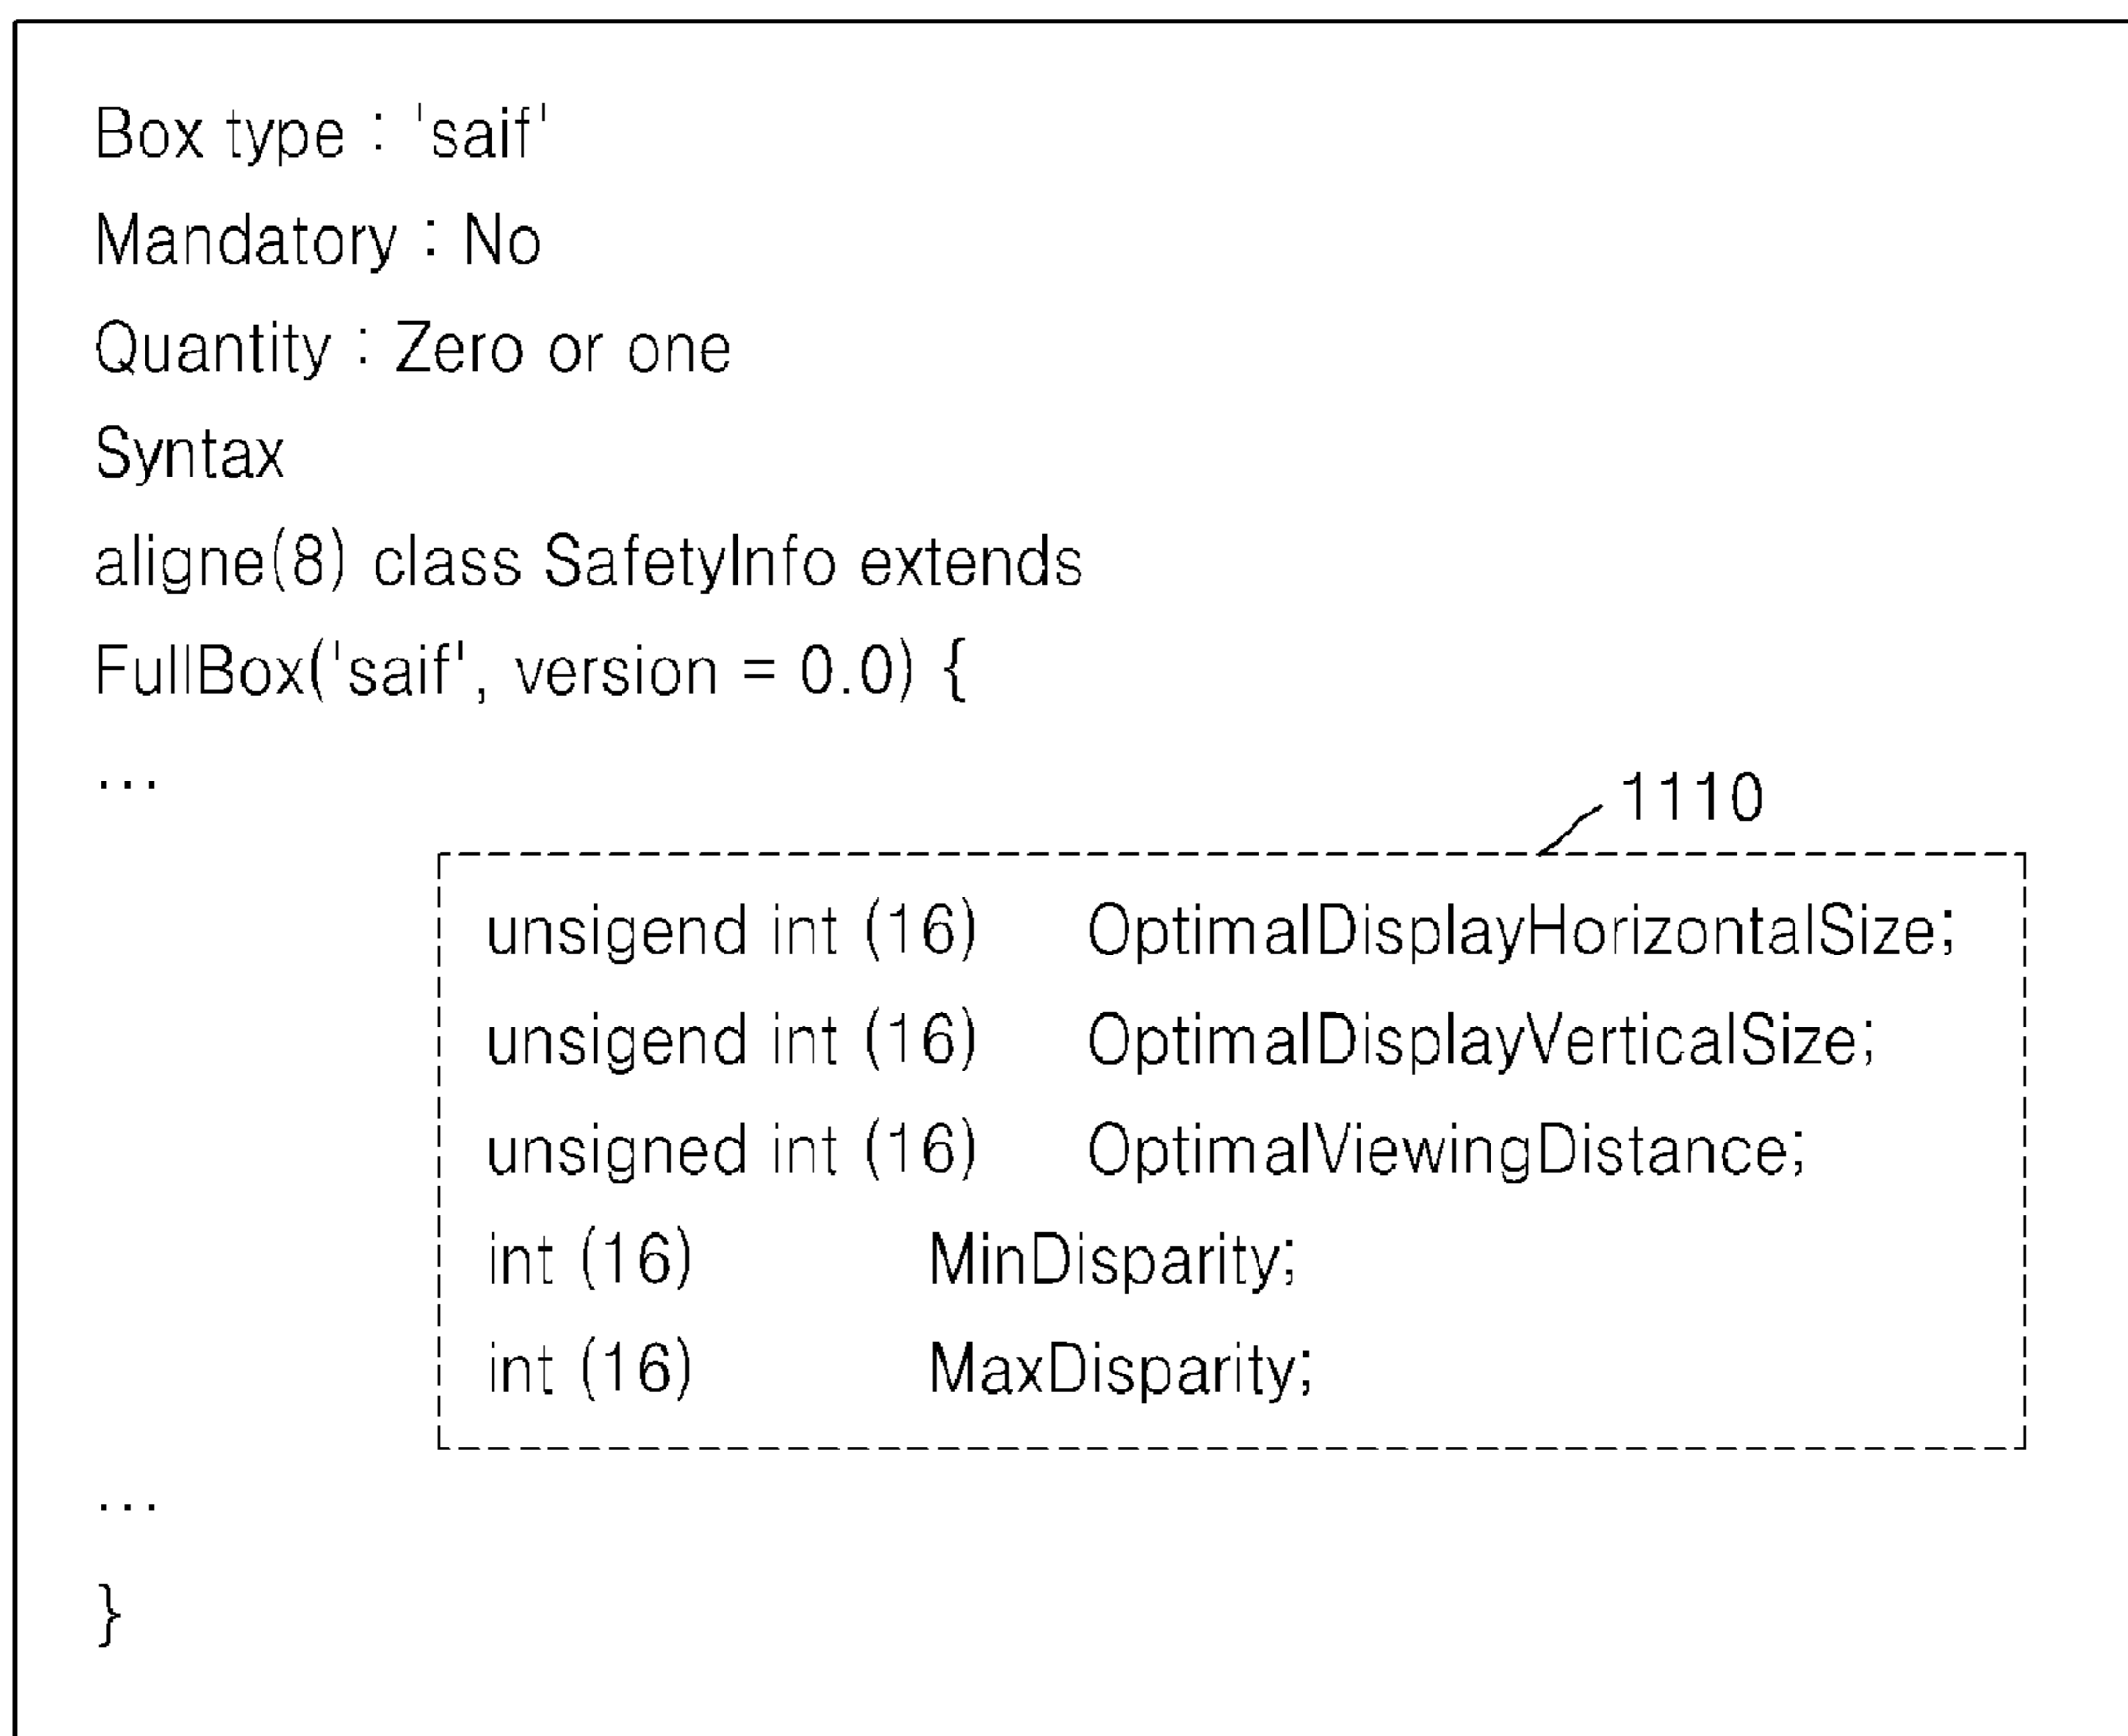 Box type : 'saif'
Mandatory : No
Quantity : Zero or one
Syntax
aligne(8) class SafetyInfo extends
FullBox('saif', version = 0.0) {
...
1110
unsigend int (16) OptimalDisplayHorizontalSize;
unsigend int (16) OptimalDisplayVerticalSize;
unsigned int (16) OptimalViewingDistance;
int (16) MinDisparity;
int (16) MaxDisparity;
...
}